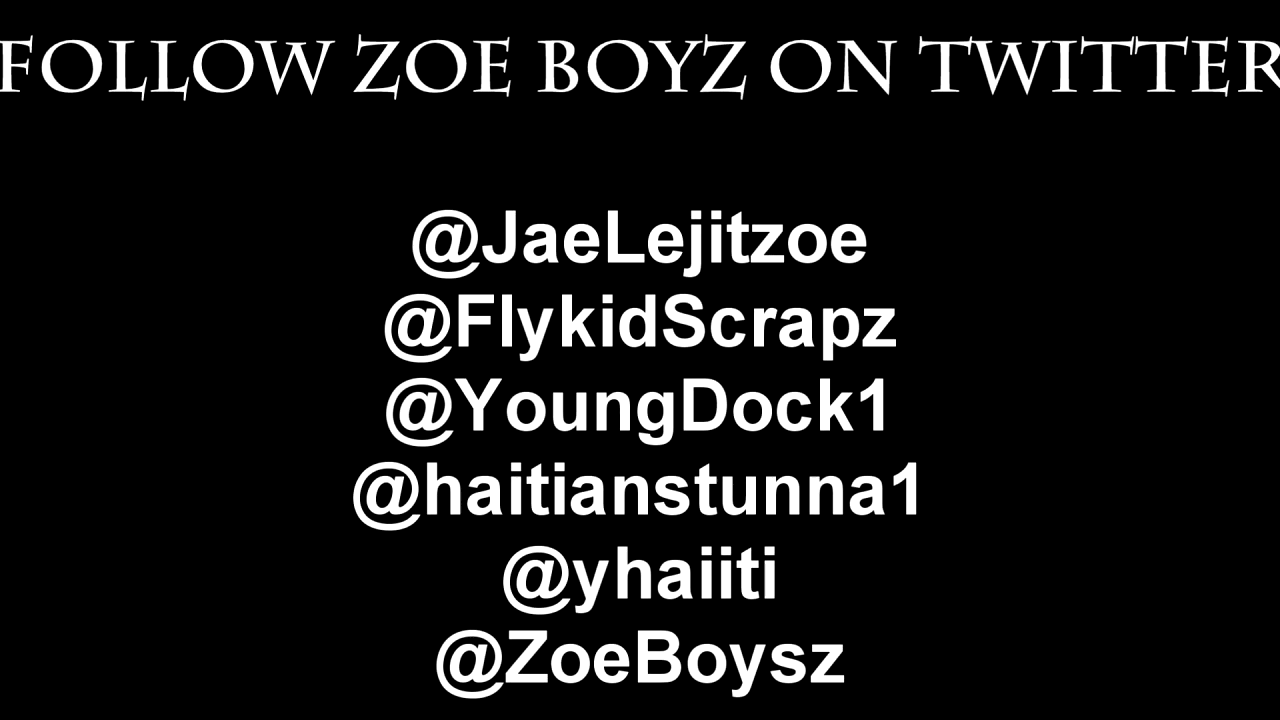 FOLLOW ZOE BOYZ ON TWITTER
@JaeLejitzoe
@FlykidScrapz
@YoungDock1
@haitianstunna1
@yhaiiti
@ZoeBoysz